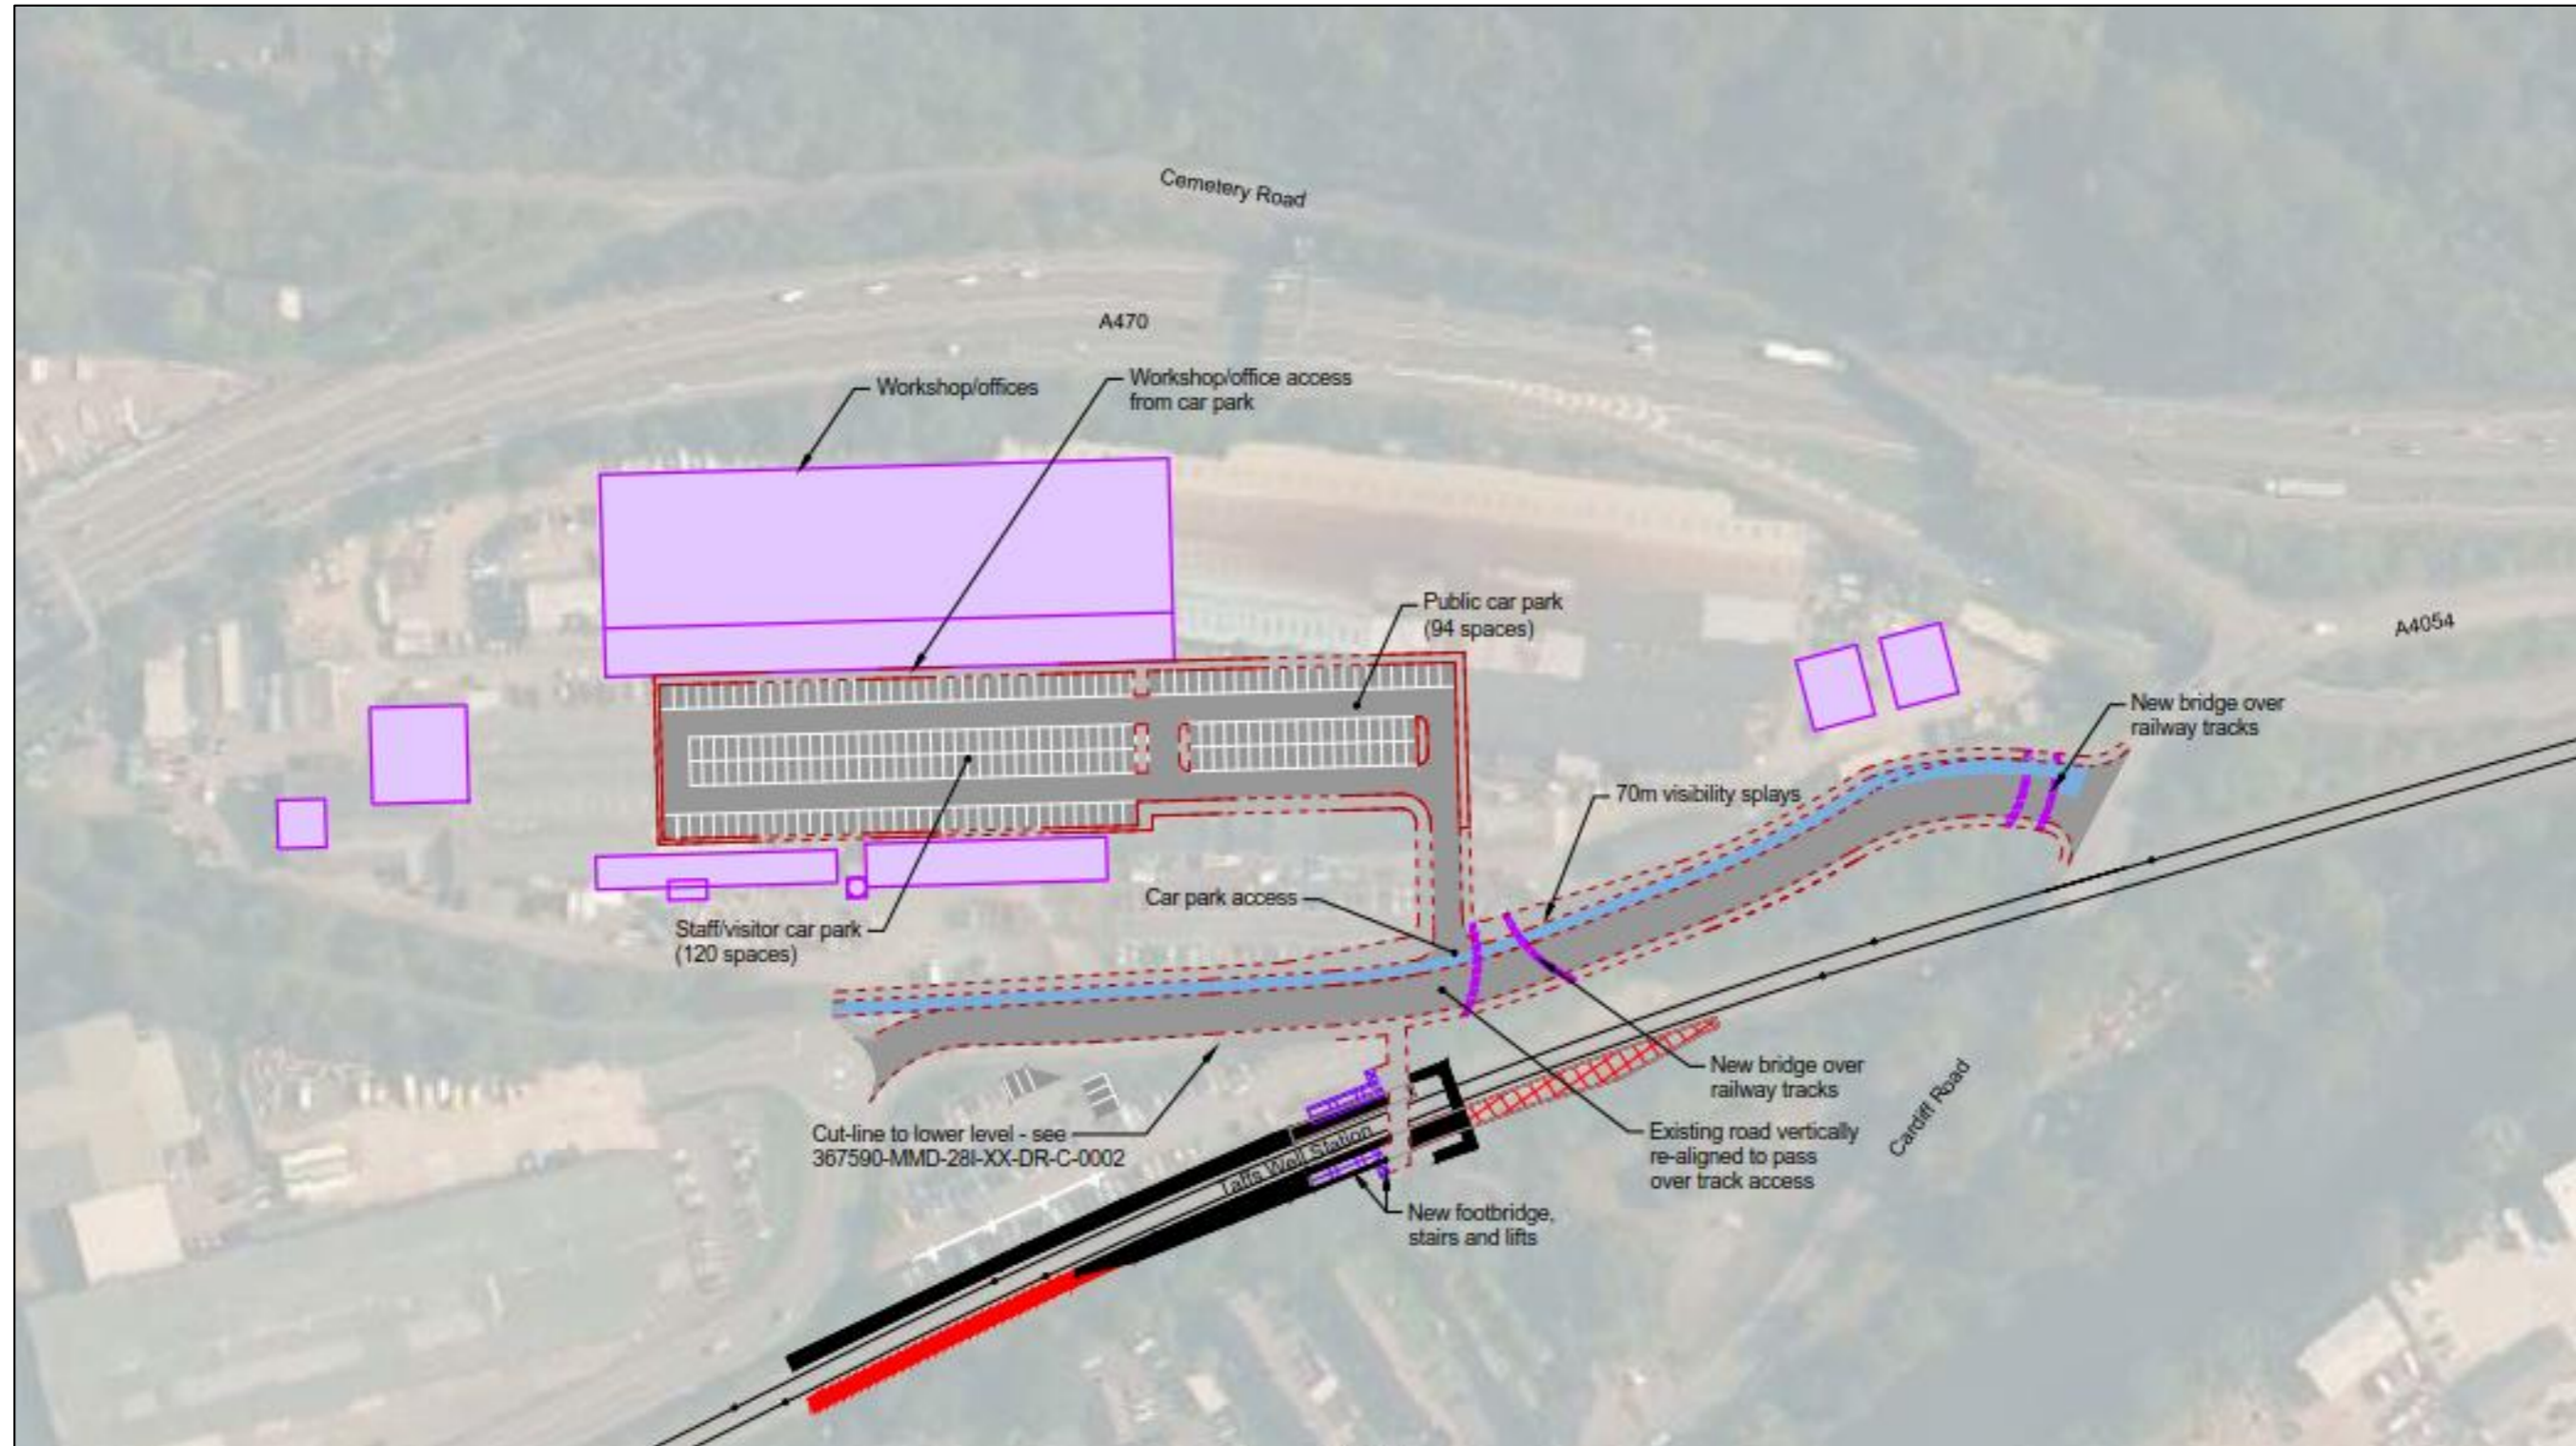 Cemetery Road
A470
Workshop/offices
Workshop/office access
from car park
Public car park
(94 spaces)
A4054
New bridge over
railway tracks
70m visibility splays
Car park access
Staff/visitor car park
(120 spaces)
New bridge over
railway tracks
Cardiff Road
Cut-line to lower level - see
367590-MMD-28I-XX-DR-C-0002
Taffs Well Station
Existing road vertically
re-aligned to pass
over track access
New footbridge,
stairs and lifts